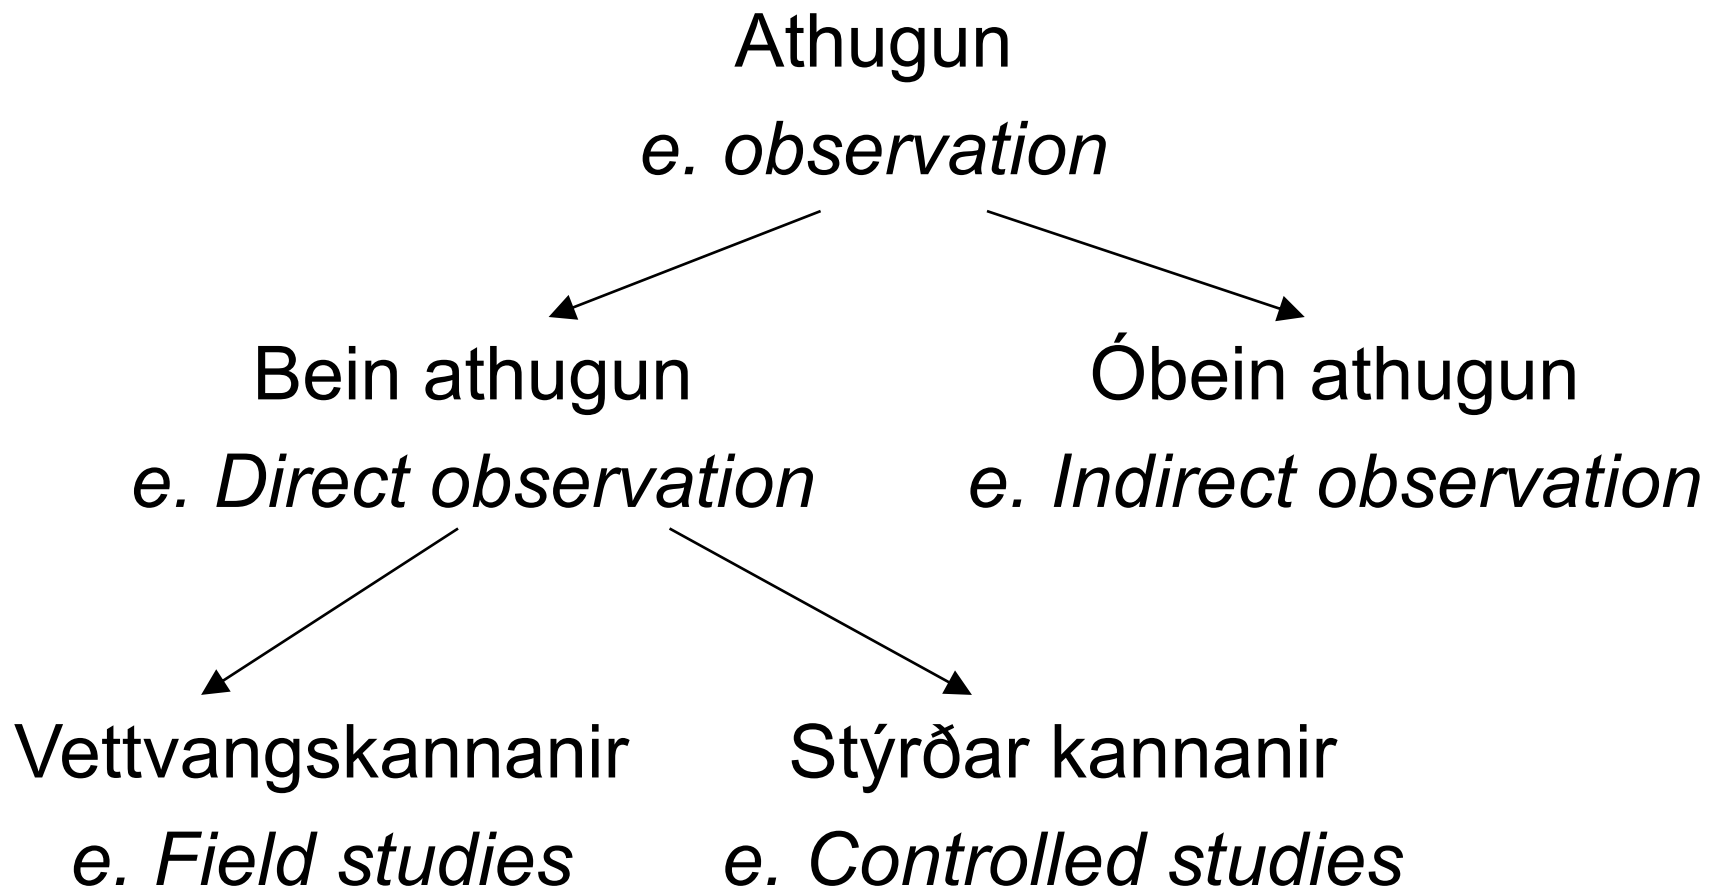 Athugun
e. observation
Bein athugun
e. Direct observation
Óbein athugun
e. Indirect observation
Vettvangskannanir
e. Field studies
Stýrðar kannanir
e. Controlled studies